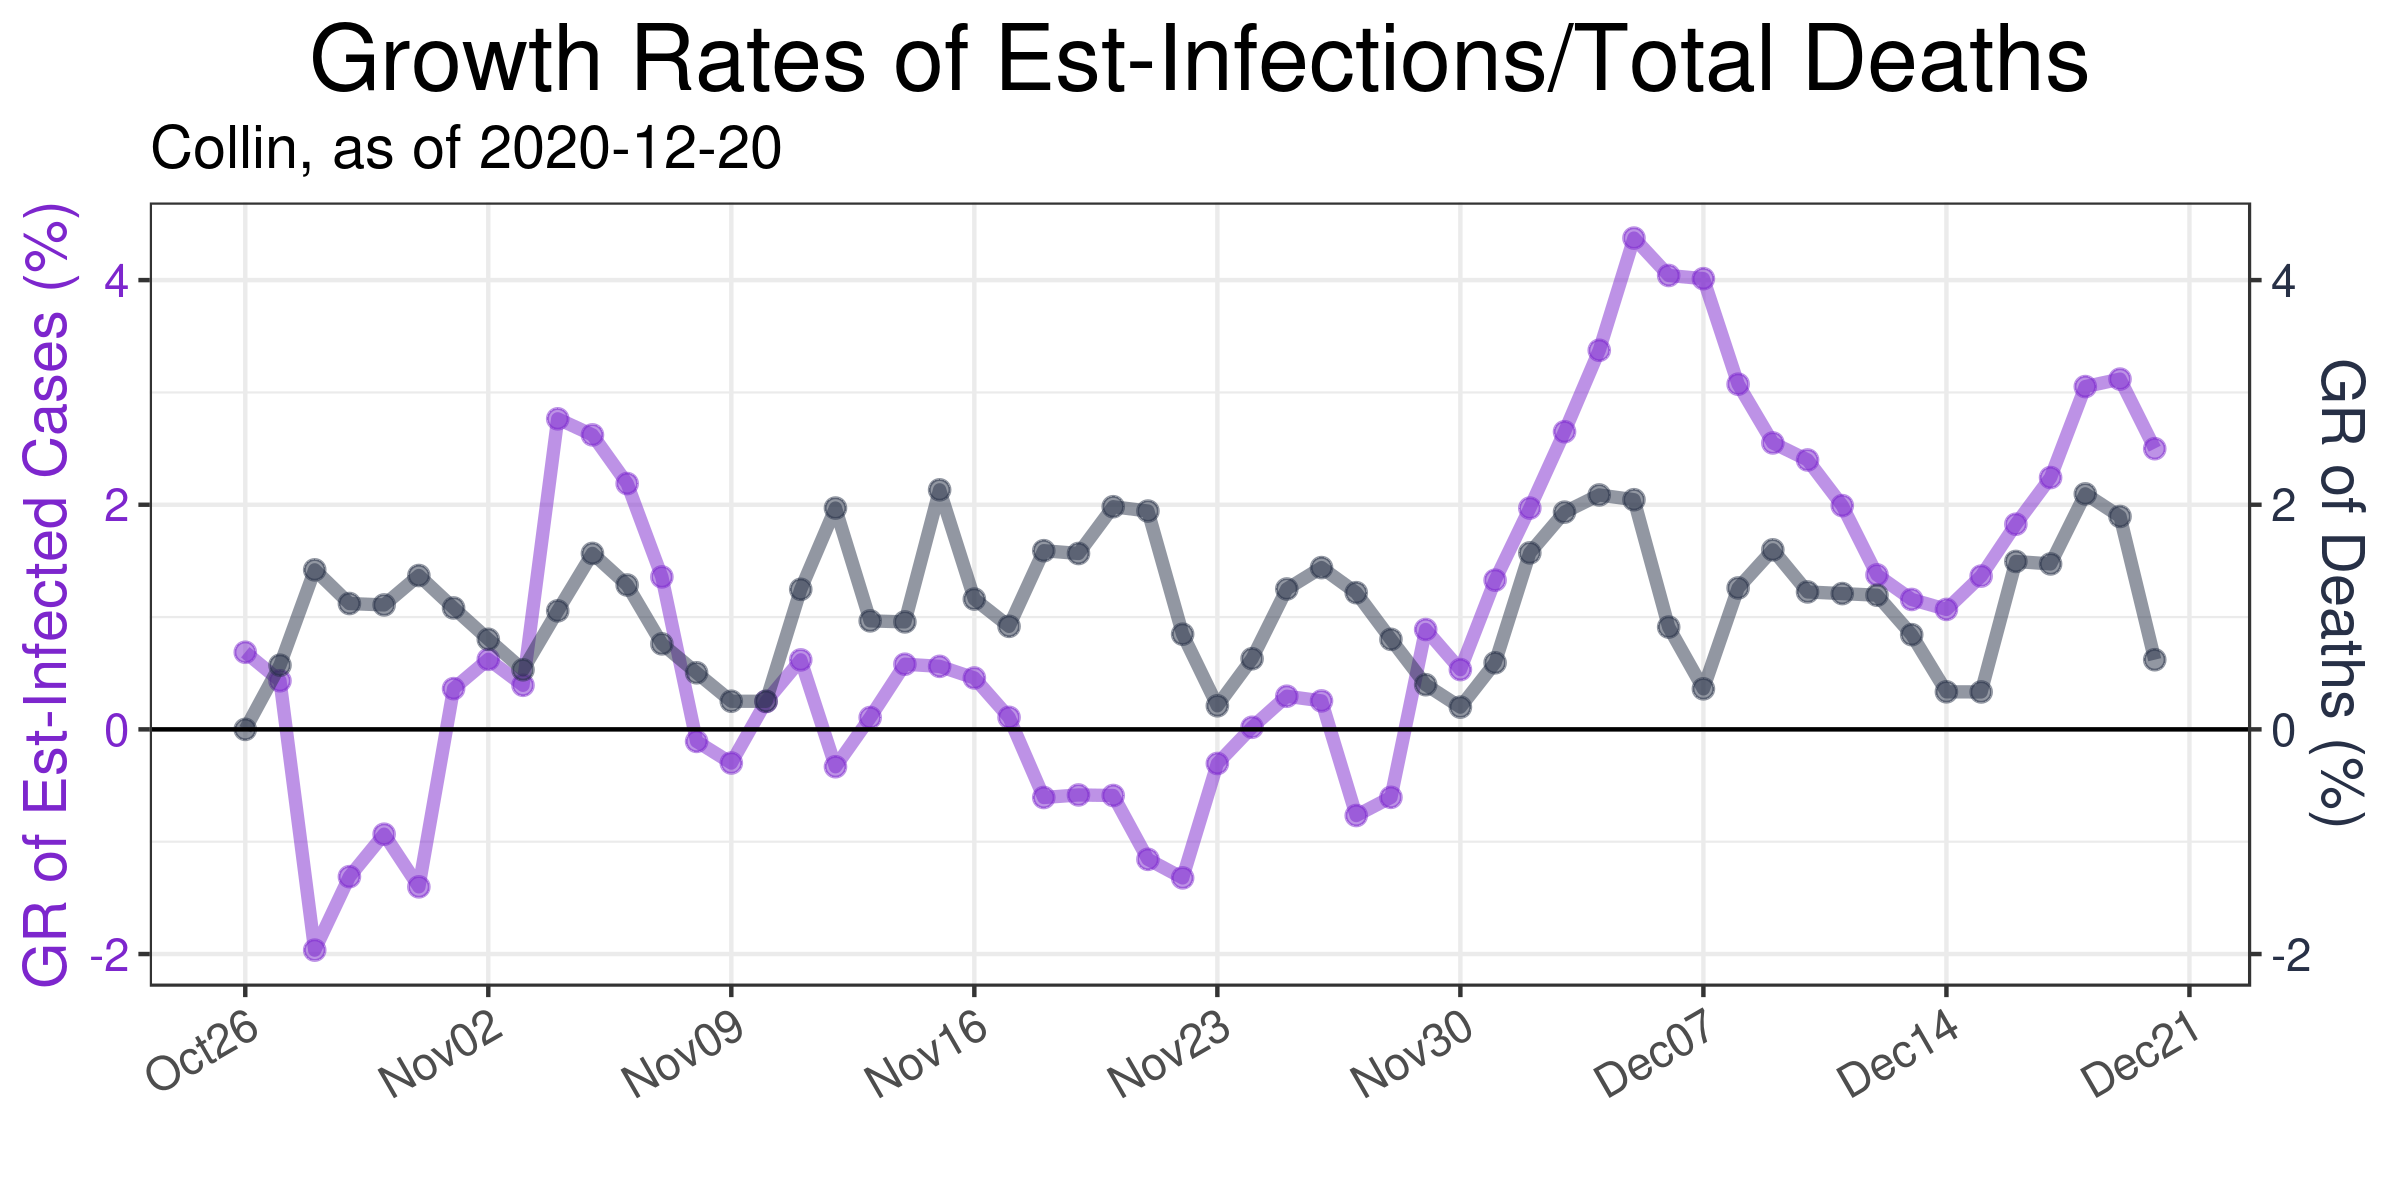 Growth Rates of Est-Infections/Total Deaths
Collin, as of 2020-12-20
GR of Est-Infected Cases (%)
4
2
0
-2
4
2
0
-2
GR of Deaths (%)
Oct26
Nov02
Nov09
Nov16
Nov23
Nov30
Dec07
Dec14
Dec21